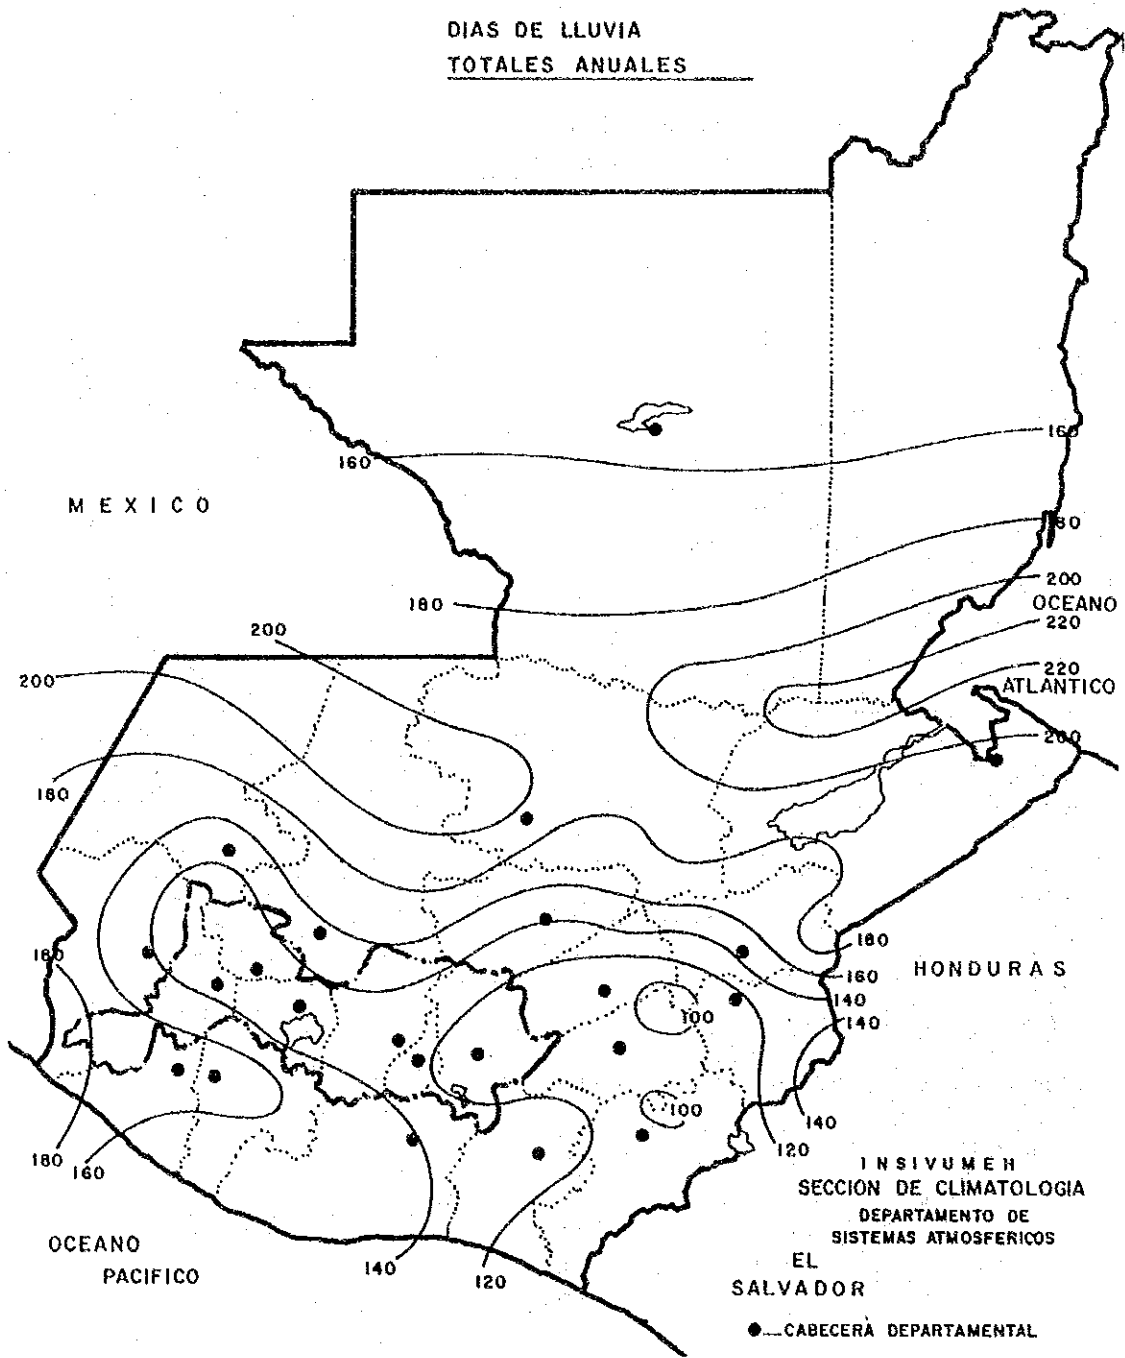 DIAS DE LLUVIA
TOTALES ANUALES
160
160
MEXICO
80
180
200
OCEANO
220
200
200
220
ATLANTICO
200
180
180
180
HONDURAS
160
140
100
140
100
140
120
180
160
INSIVUMEH
SECCION DE CLIMATOLOGIA
DEPARTAMENTO DE
SISTEMAS ATMOSFERICOS
OCEANO
PACIFICO
140
120
EL
SALVADOR
CABECERA DEPARTAMENTAL